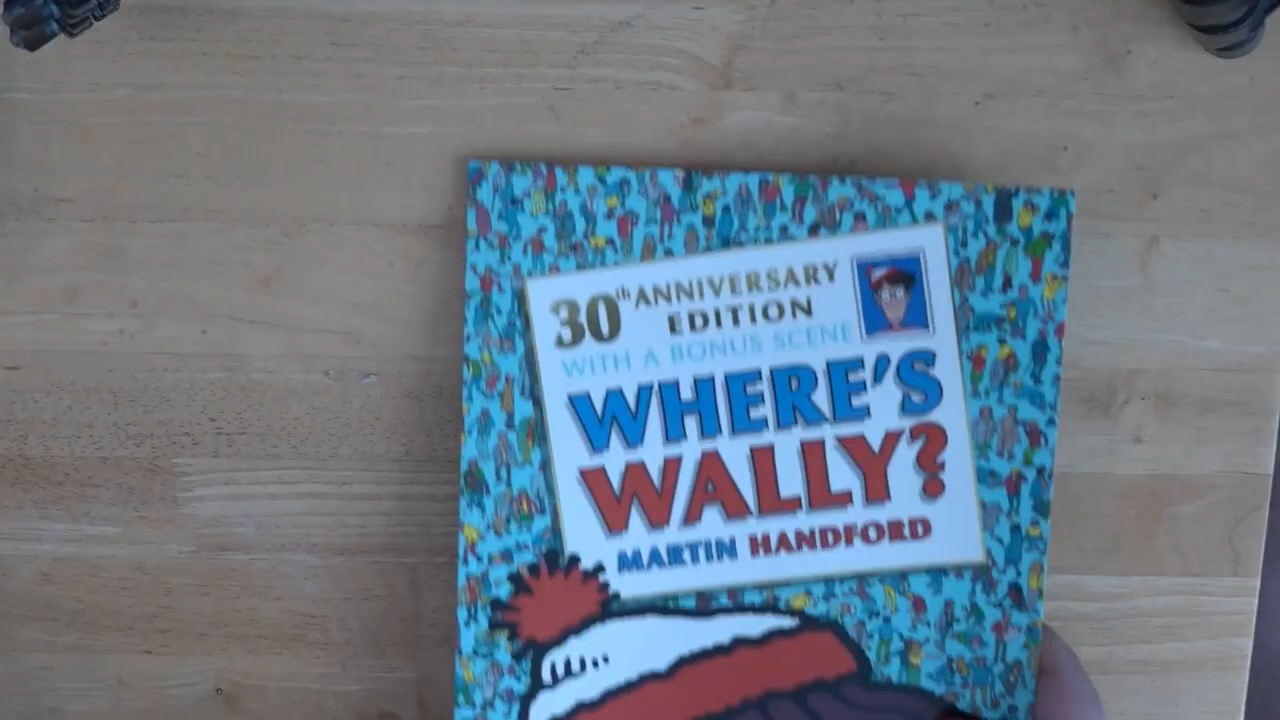 30th ANNIVERSARY
EDITION
WITH A BONUS SCENE
WHERE'S
WALLY?
MARTIN HANDFORD